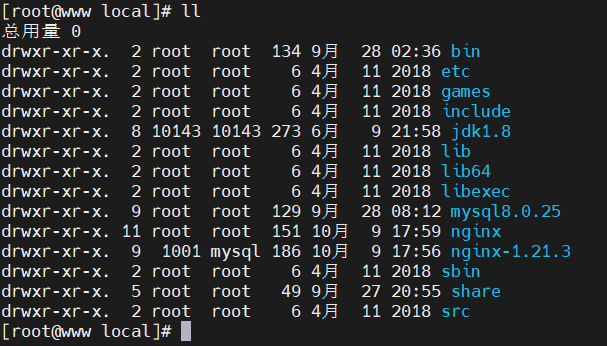 [root@www local]# ll
总用量 0
drwxr-xr-x.  2 root  root  134 9月  28 02:36 bin
drwxr-xr-x.  2 root  root    6 4月  11 2018 etc
drwxr-xr-x.  2 root  root    6 4月  11 2018 games
drwxr-xr-x.  2 root  root    6 4月  11 2018 include
drwxr-xr-x.  8 10143 10143 273 6月   9 21:58 jdk1.8
drwxr-xr-x.  2 root  root    6 4月  11 2018 lib
drwxr-xr-x.  2 root  root    6 4月  11 2018 lib64
drwxr-xr-x.  2 root  root    6 4月  11 2018 libexec
drwxr-xr-x.  9 root  root  129 9月  28 08:12 mysql8.0.25
drwxr-xr-x. 11 root  root  151 10月  9 17:59 nginx
drwxr-xr-x.  9  1001 mysql 186 10月  9 17:56 nginx-1.21.3
drwxr-xr-x.  2 root  root    6 4月  11 2018 sbin
drwxr-xr-x.  5 root  root   49 9月  27 20:55 share
drwxr-xr-x.  2 root  root    6 4月  11 2018 src
[root@www local]#